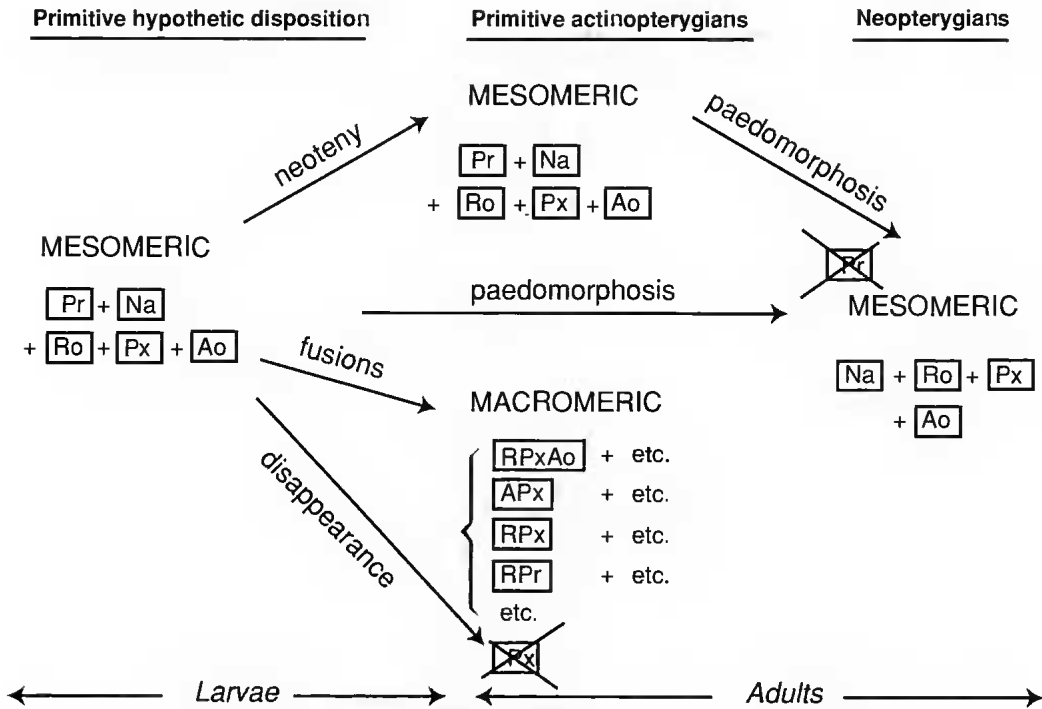 Primitive hypothetic disposition
Primitive actinopterygians
Neopterygians
MESOMERIC
Pr + Na
+ Ro + Px + Ao
neoteny
paedomorphosis
MESOMERIC
Pr + Na
+ Ro + Px + Ao
paedomorphosis
Pr
MESOMERIC
Na + Ro + Px
+ Ao
fusions
MACROMERIC
RPxAo + etc.
APx + etc.
RPx + etc.
RPr + etc.
etc.
disappearance
Px
Larvae
Adults